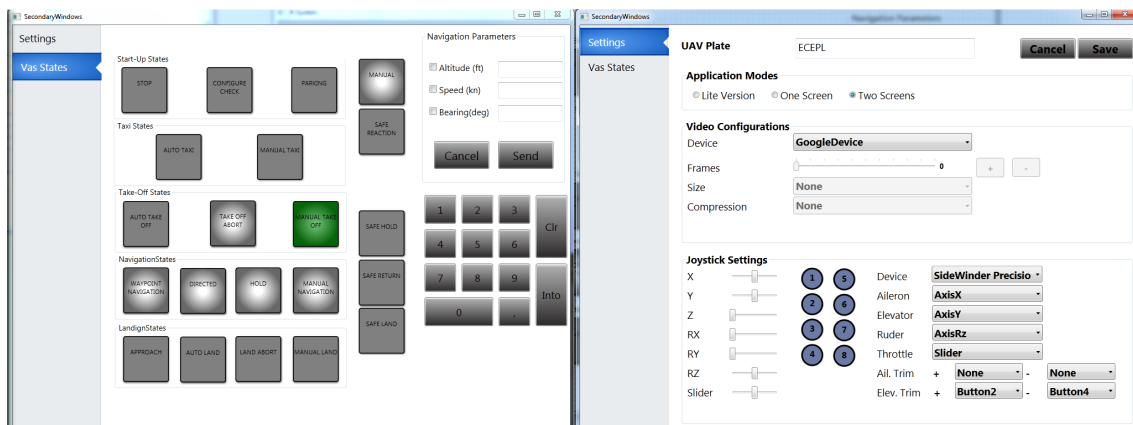 SecondaryWindows
Settings
Vas States
Start-Up States
STOP
CONFIGURE
CHECK
PARKING
Taxi States
AUTO TAXI
MANUAL TAXI
Take-Off States
AUTO TAKE
OFF
TAKE OFF
ABORT
MANUAL TAKE
OFF
NavigationStates
WAYPOINT
NAVIGATION
DIRECTED
HOLD
MANUAL
NAVIGATION
LandignStates
APPROACH
AUTO LAND
LAND ABORT
MANUAL LAND
MANUAL
SAFE
REACTION
SAFE HOLD
SAFE RETURN
SAFE LAND
Navigation Parameters
Altitude (ft)
Speed (kn)
Bearing(deg)
Cancel Send
1 2 3 Clr
4 5 6
7 8 9 Into
0 ,
SecondaryWindows
Navigation Parameters
Settings
Vas States
UAV Plate ECEPL Cancel Save
Application Modes
Lite Version One Screen Two Screens
Video Configurations
Device GoogleDevice
Frames 0 + -
Size None
Compression None
Joystick Settings
X 1 5 Device SideWinder Precisio
Y 2 6 Aileron AxisX
Z Elevator AxisY
RX 3 7 Ruder AxisRz
RY 4 8 Throttle Slider
RZ Ail. Trim + None - None
Slider Elev. Trim + Button2 - Button4